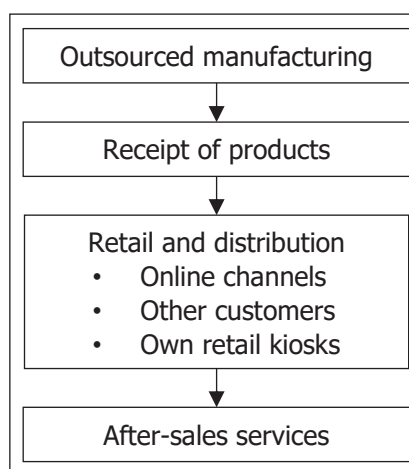 Outsourced manufacturing
Receipt of products
Retail and distribution
• Online channels
• Other customers
• Own retail kiosks
After-sales services